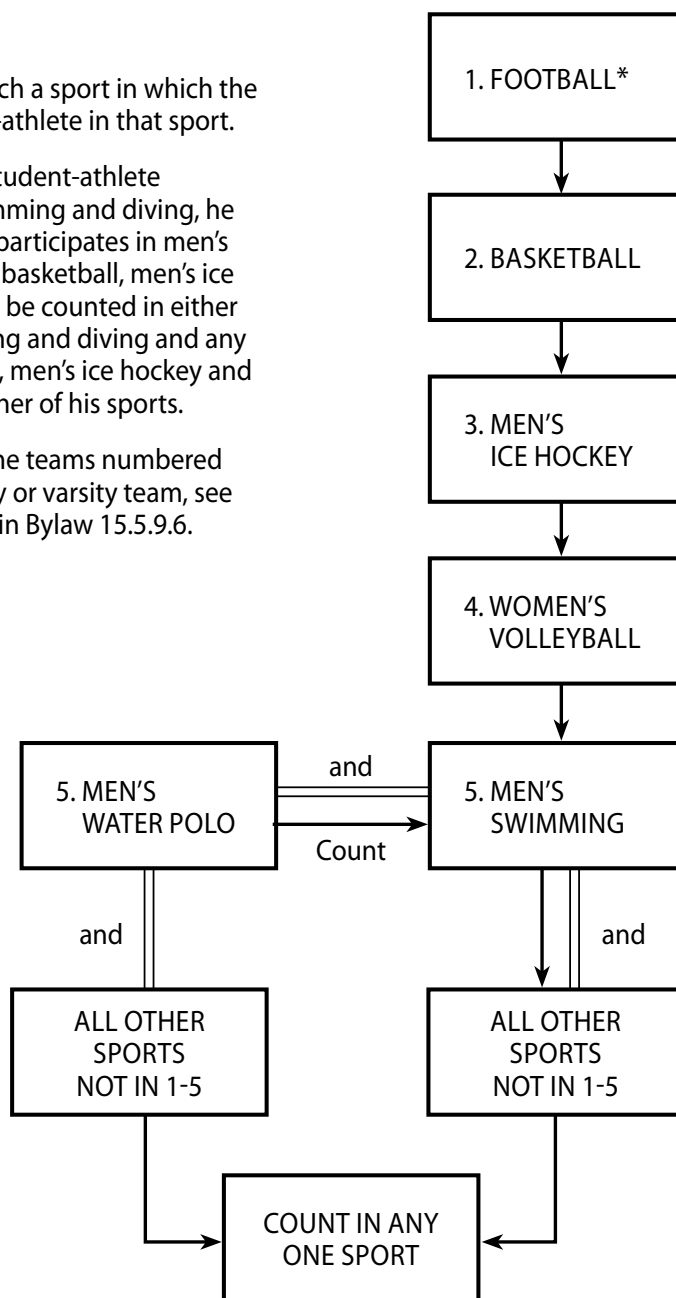 ch a sport in which the
-athlete in that sport.
tudent-athlete
nming and diving, he
participates in men's
basketball, men's ice
be counted in either
ng and diving and any
, men's ice hockey and
her of his sports.
he teams numbered
y or varsity team, see
in Bylaw 15.5.9.6.
1. FOOTBALL*
2. BASKETBALL
3. MEN'S
ICE HOCKEY
4. WOMEN'S
VOLLEYBALL
5. MEN'S
WATER POLO
and
Count
5. MEN'S
SWIMMING
and
and
ALL OTHER
SPORTS
NOT IN 1-5
ALL OTHER
SPORTS
NOT IN 1-5
COUNT IN ANY
ONE SPORT